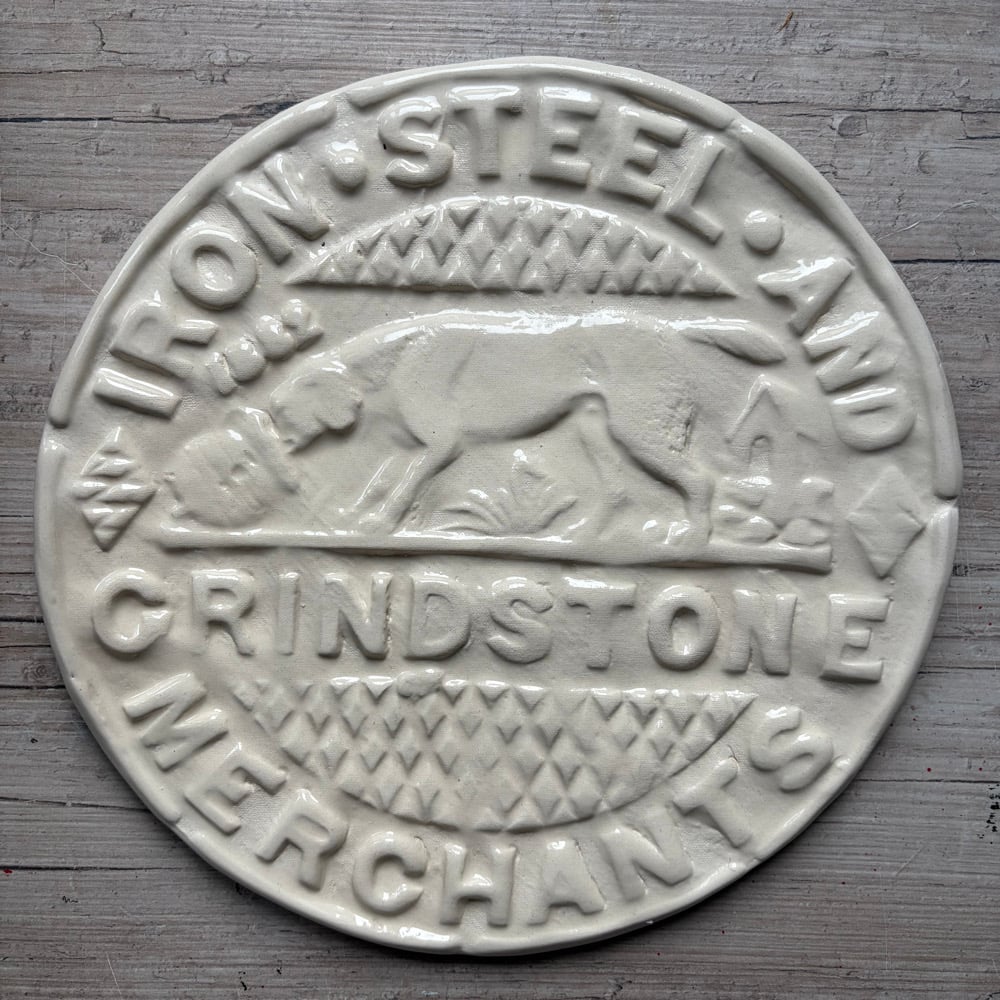 IRON · STEEL · AND
GRINDSTONE
MERCHANTS